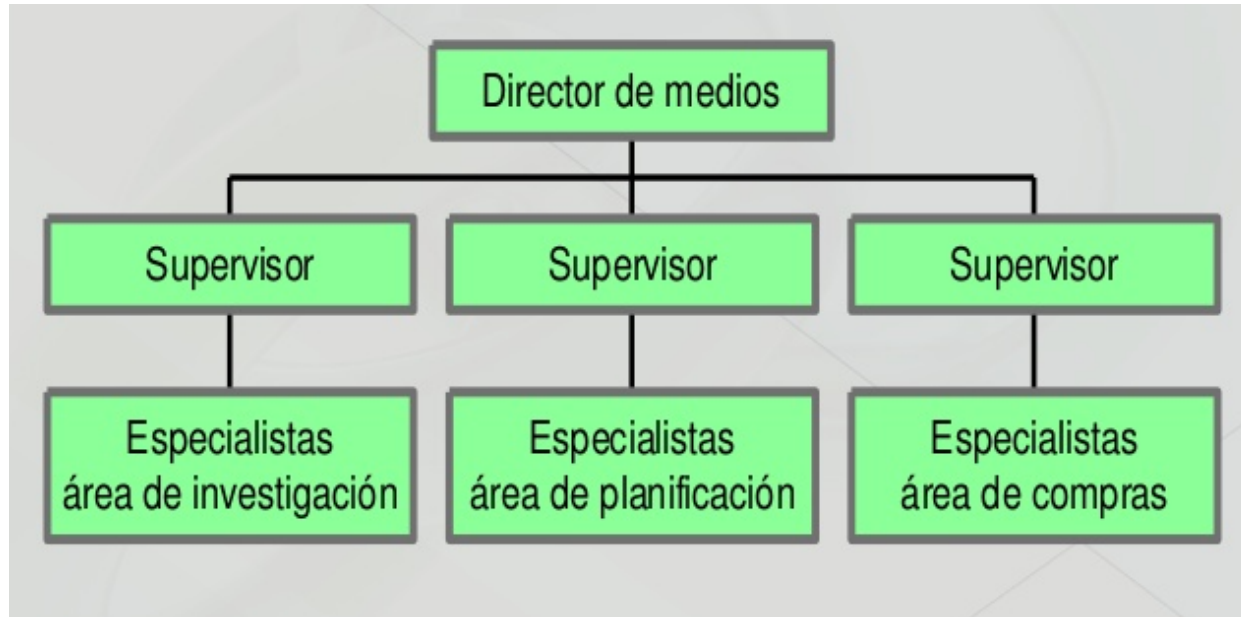 Director de medios
Supervisor
Supervisor
Supervisor
Especialistas
área de investigación
Especialistas
área de planificación
Especialistas
área de compras